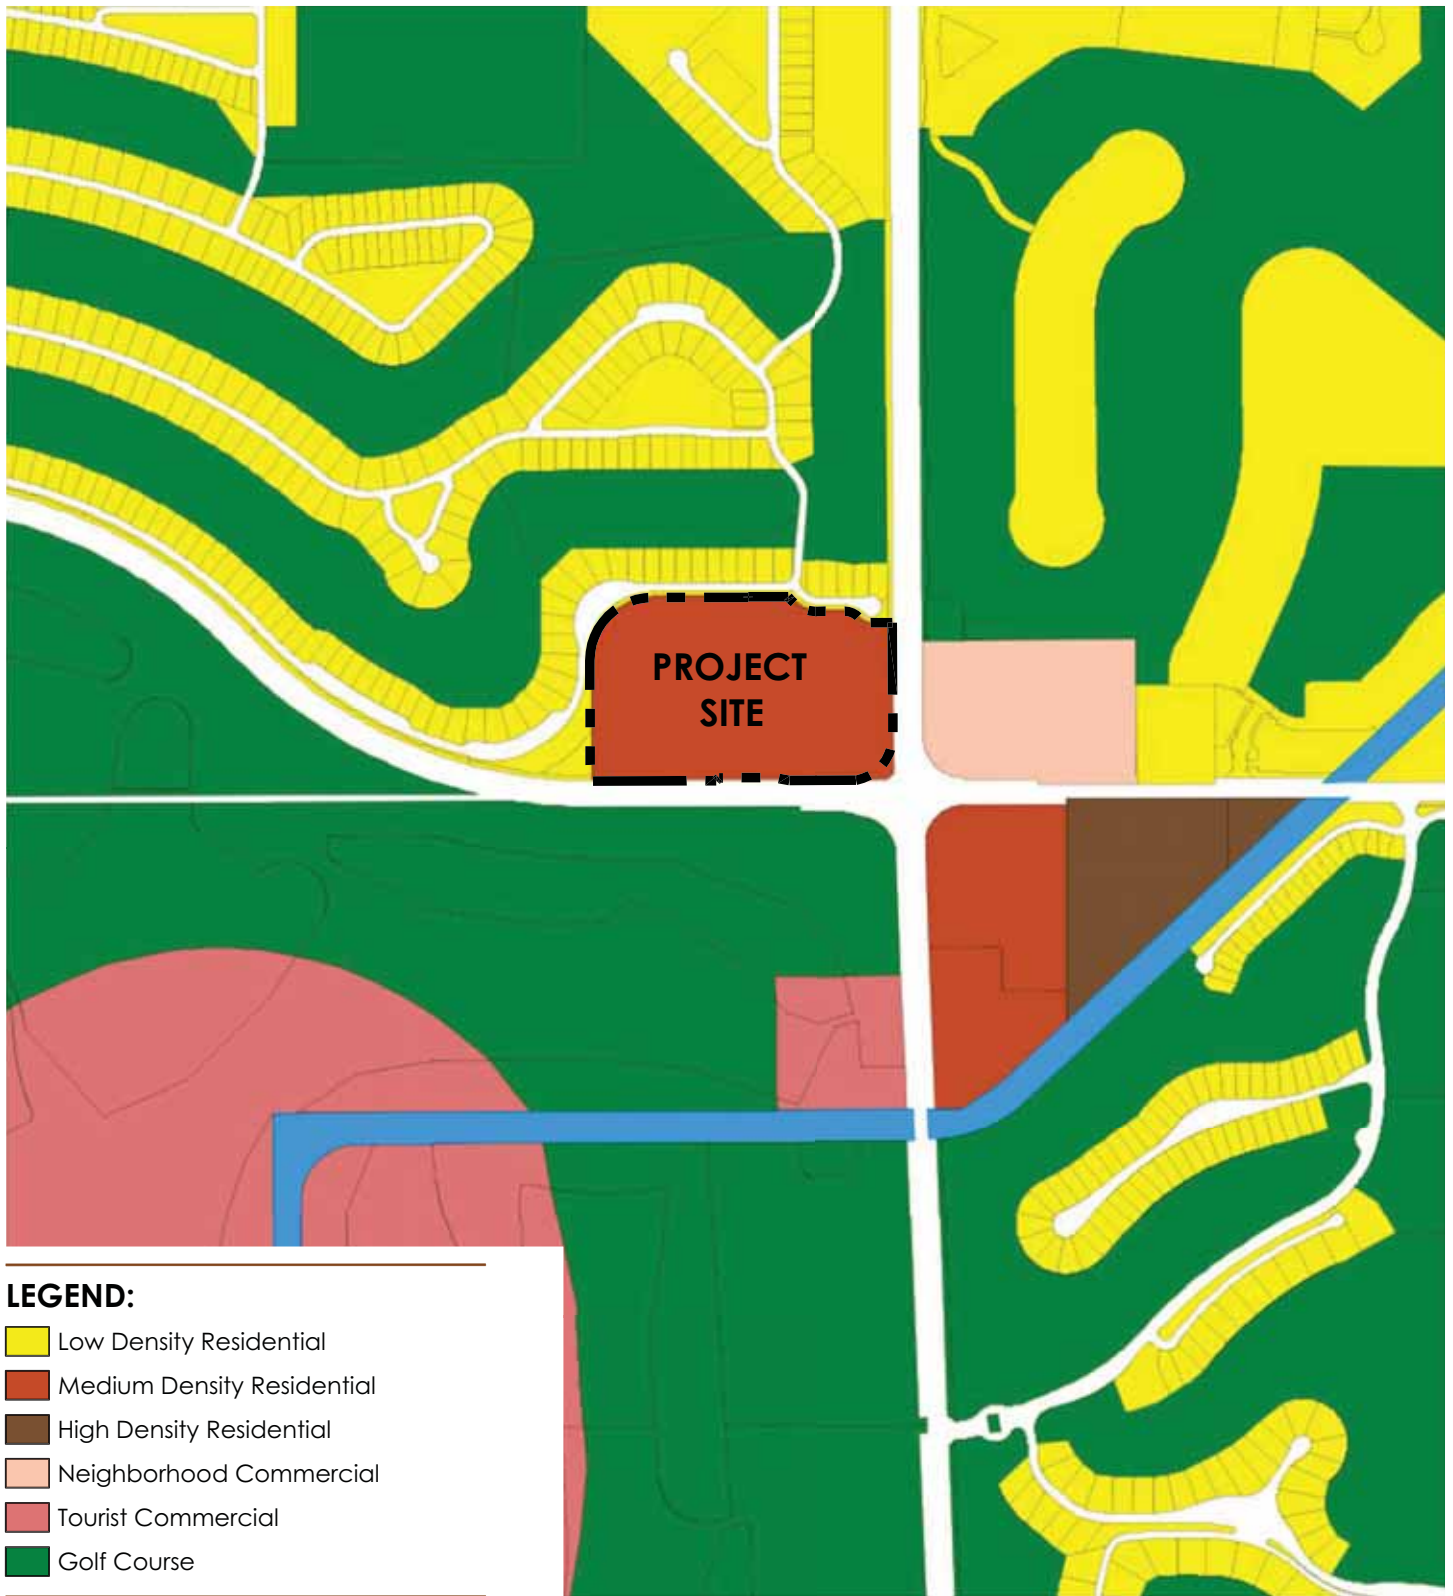 PROJECT
SITE
LEGEND:
Low Density Residential
Medium Density Residential
High Density Residential
Neighborhood Commercial
Tourist Commercial
Golf Course